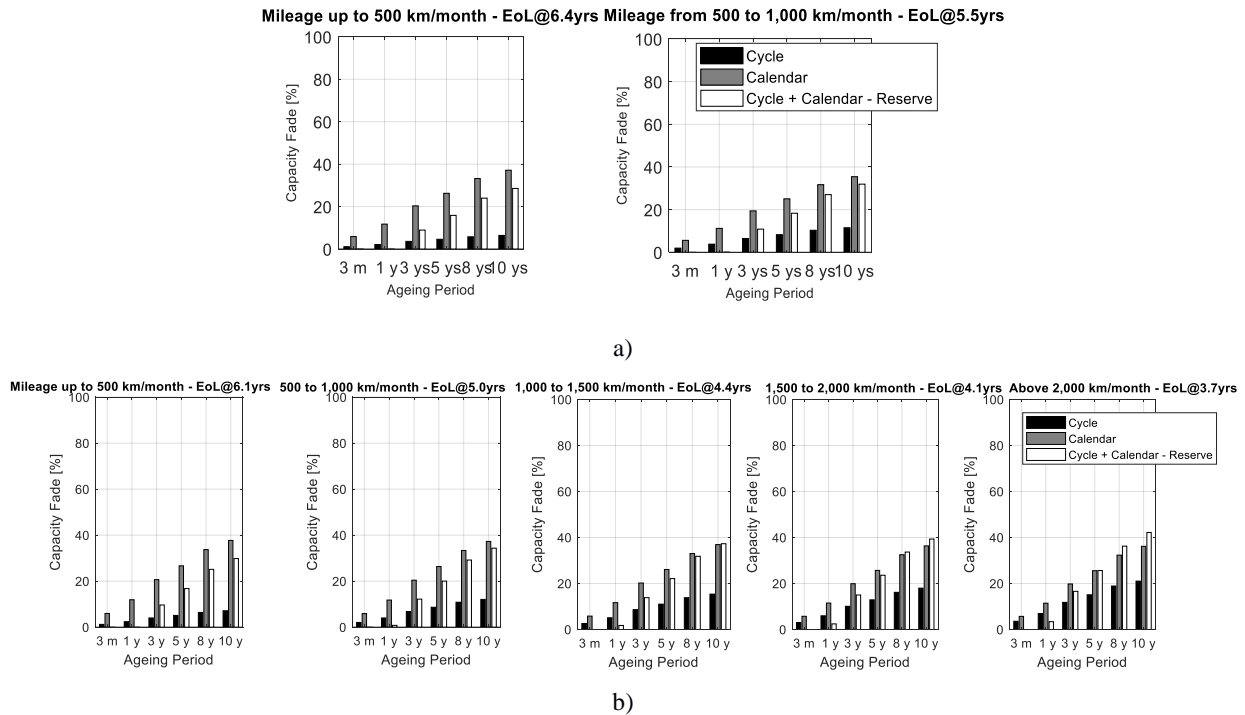 Mileage up to 500 km/month - EoL@6.4yrs
100
80
60
40
20
0
Capacity Fade [%]
3 m 1 y 3 ys 5 ys 8 ys 10 ys
Ageing Period
Mileage from 500 to 1,000 km/month - EoL@5.5yrs
100
80
60
40
20
0
Capacity Fade [%]
Cycle
Calendar
Cycle + Calendar - Reserve
3 m 1 y 3 ys 5 ys 8 ys 10 ys
Ageing Period
a)
Mileage up to 500 km/month - EoL@6.1yrs
100
80
60
40
20
0
Capacity Fade [%]
3 m 1 y 3 y 5 y 8 y 10 y
Ageing Period
500 to 1,000 km/month - EoL@5.0yrs
100
80
60
40
20
0
Capacity Fade [%]
3 m 1 y 3 y 5 y 8 y 10 y
Ageing Period
1,000 to 1,500 km/month - EoL@4.4yrs
100
80
60
40
20
0
Capacity Fade [%]
3 m 1 y 3 y 5 y 8 y 10 y
Ageing Period
1,500 to 2,000 km/month - EoL@4.1yrs
100
80
60
40
20
0
Capacity Fade [%]
3 m 1 y 3 y 5 y 8 y 10 y
Ageing Period
Above 2,000 km/month - EoL@3.7yrs
100
80
60
40
20
0
Capacity Fade [%]
Cycle
Calendar
Cycle + Calendar - Reserve
3 m 1 y 3 y 5 y 8 y 10 y
Ageing Period
b)